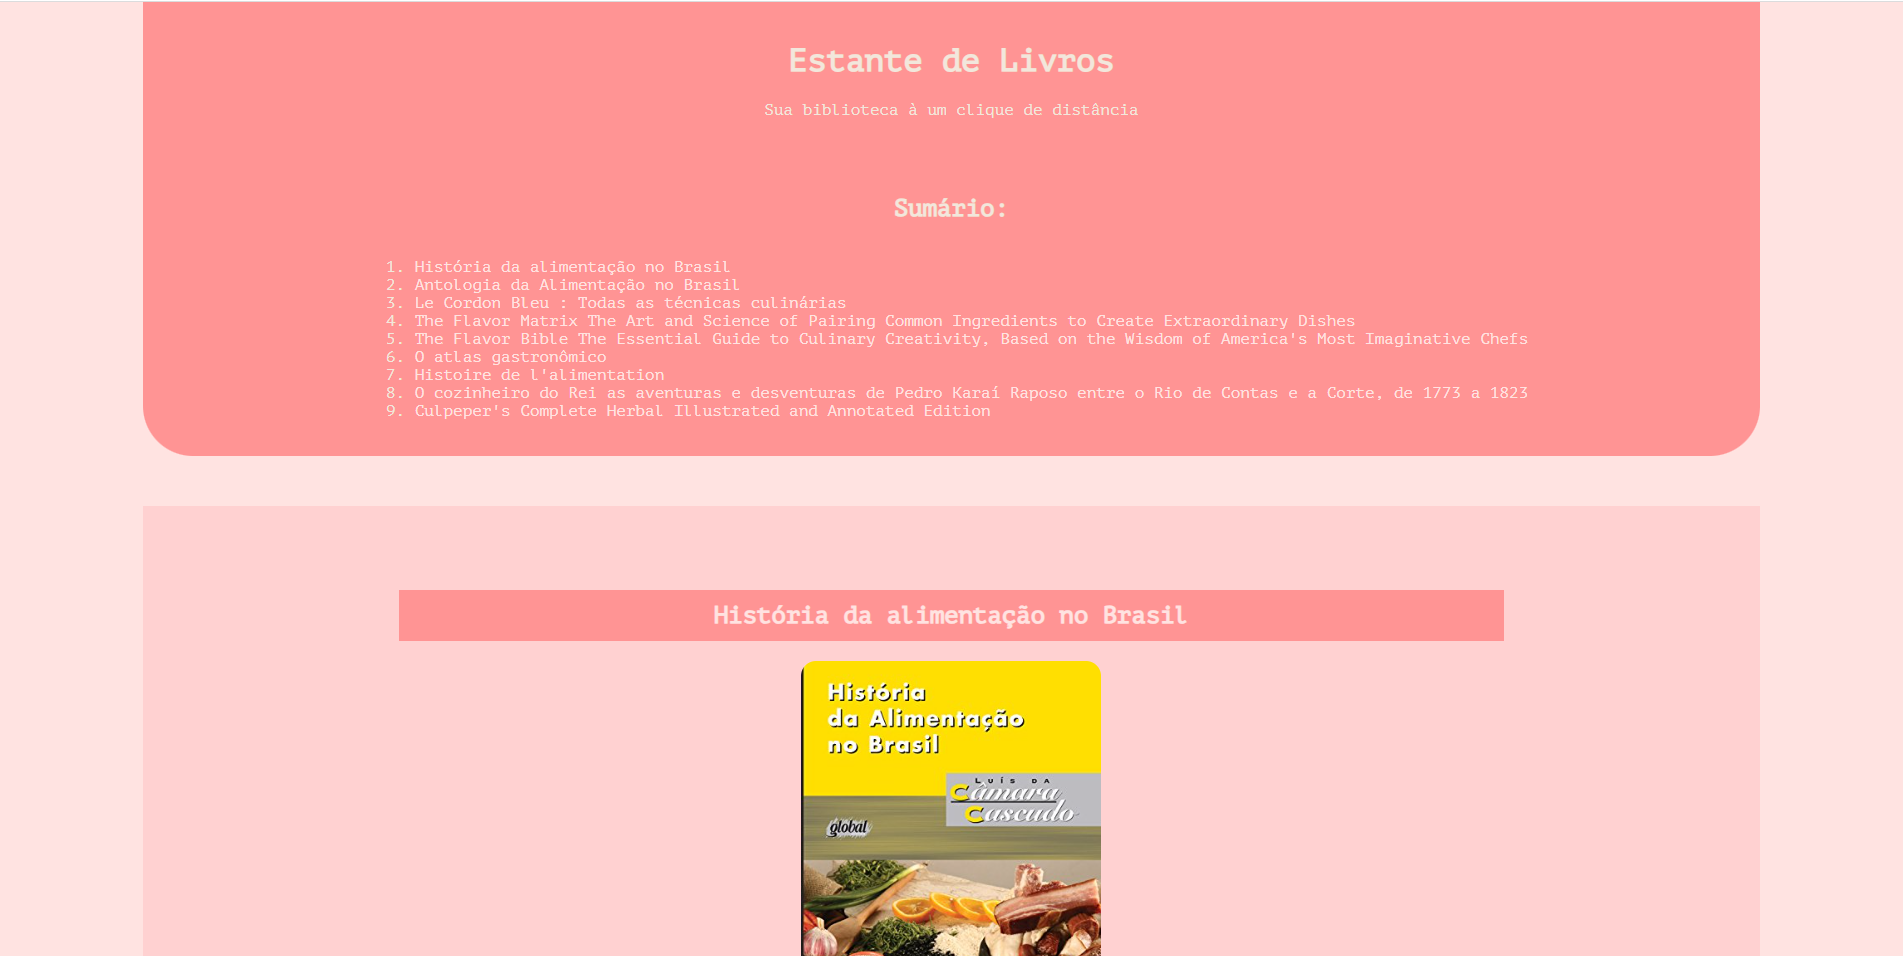 Estante de Livros
Sua biblioteca à um clique de distância
Sumário:
1. História da alimentação no Brasil
2. Antologia da Alimentação no Brasil
3. Le Cordon Bleu : Todas as técnicas culinárias
4. The Flavor Matrix The Art and Science of Pairing Common Ingredients to Create Extraordinary Dishes
5. The Flavor Bible The Essential Guide to Culinary Creativity, Based on the Wisdom of America's Most Imaginative Chefs
6. O atlas gastronômico
7. Histoire de l'alimentation
8. O cozinheiro do Rei as aventuras e desventuras de Pedro Karaí Raposo entre o Rio de Contas e a Corte, de 1773 a 1823
9. Culpeper's Complete Herbal Illustrated and Annotated Edition
História da alimentação no Brasil
História
da Alimentação
no Brasil
LUÍS DA
Câmara
Cascudo
global